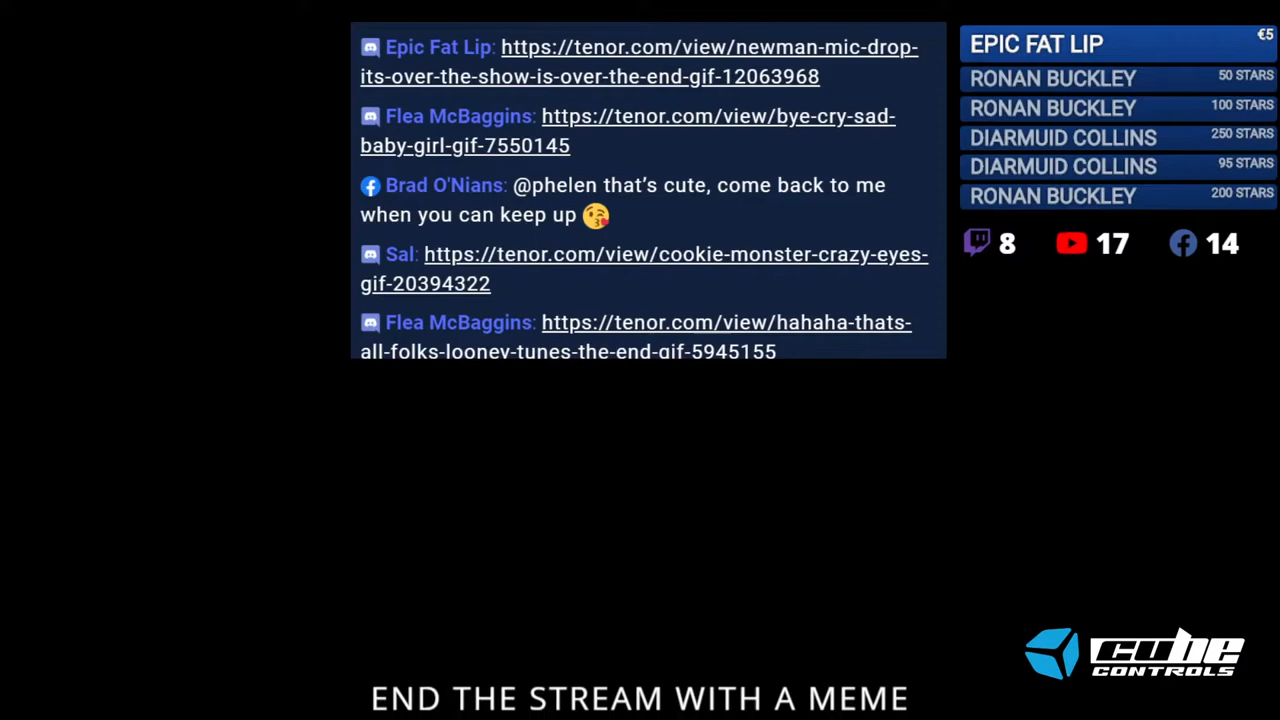 Epic Fat Lip: https://tenor.com/view/newman-mic-drop-
its-over-the-show-is-over-the-end-gif-12063968
Flea McBaggins: https://tenor.com/view/bye-cry-sad-
baby-girl-gif-7550145
Brad O'Nians: @phelen that’s cute, come back to me
when you can keep up 😘
Sal: https://tenor.com/view/cookie-monster-crazy-eyes-
gif-20394322
Flea McBaggins: https://tenor.com/view/hahaha-thats-
all-folks-looney-tunes-the-end-gif-5945155
EPIC FAT LIP €5
RONAN BUCKLEY 50 STARS
RONAN BUCKLEY 100 STARS
DIARMUID COLLINS 250 STARS
DIARMUID COLLINS 95 STARS
RONAN BUCKLEY 200 STARS
8 17 14
cube
CONTROLS
END THE STREAM WITH A MEME